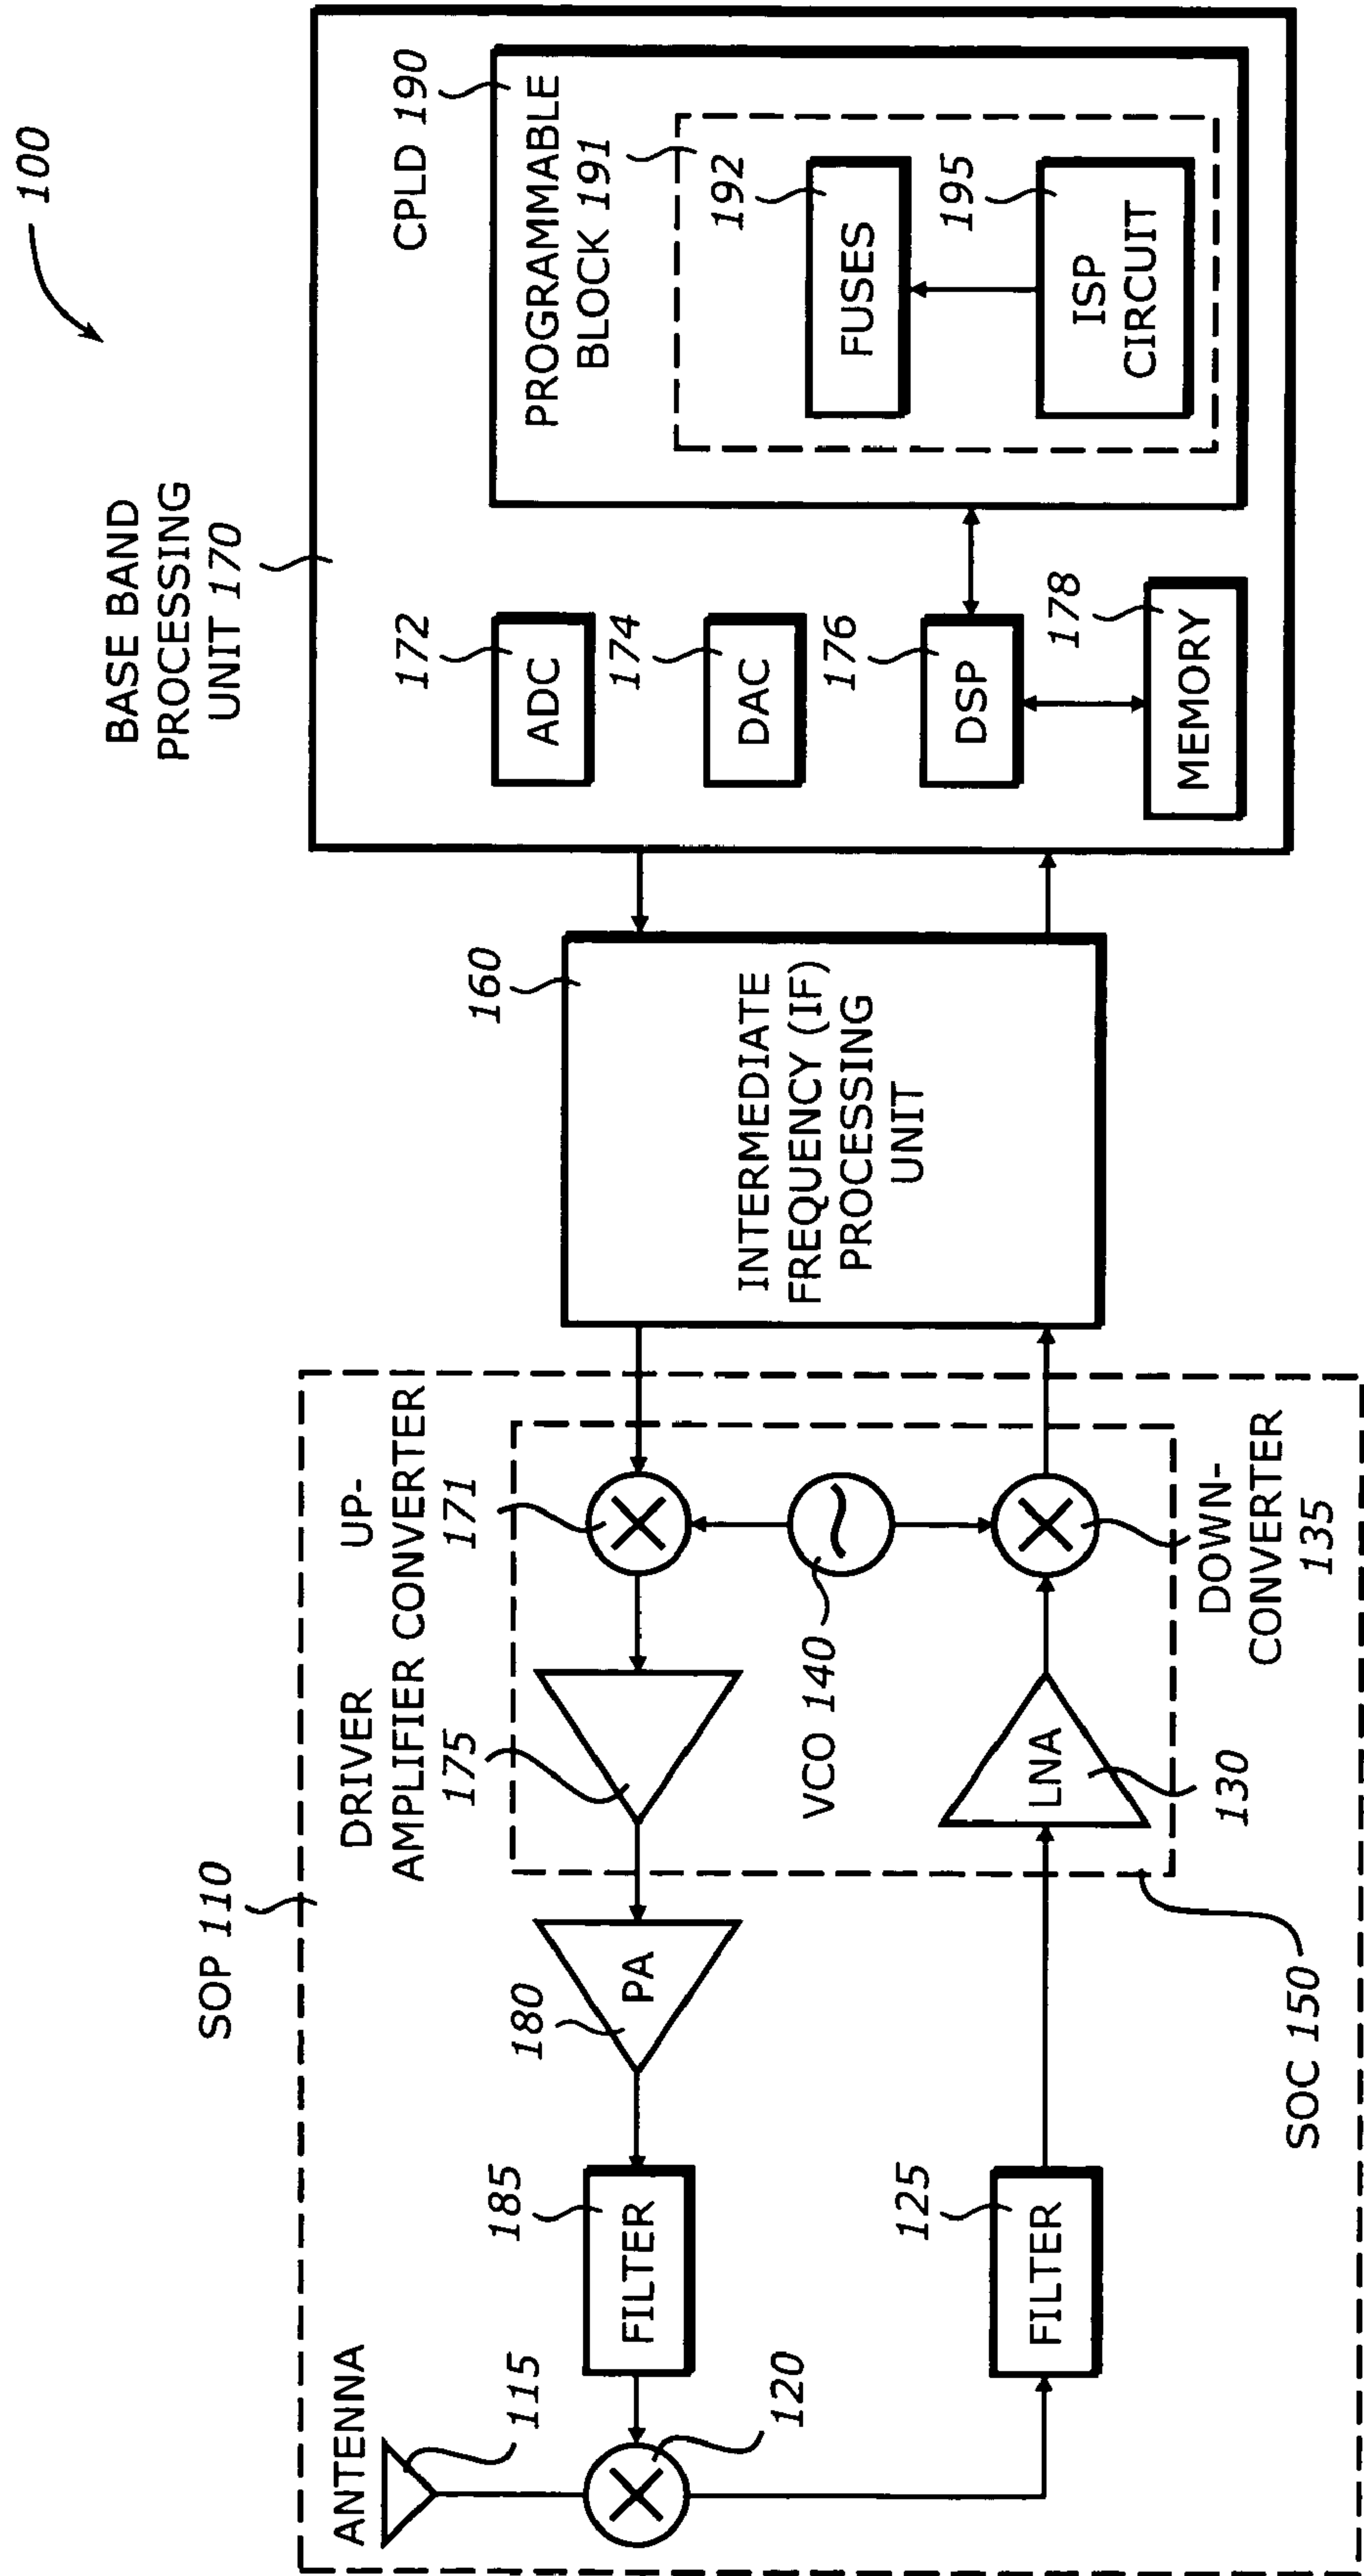 100
SOP 110
ANTENNA
115
120
FILTER
185
FILTER
125
PA
180
DRIVER
AMPLIFIER
175
UP-
CONVERTER
171
VCO 140
LNA
130
DOWN-
CONVERTER
135
SOC 150
160
INTERMEDIATE
FREQUENCY (IF)
PROCESSING
UNIT
BASE BAND
PROCESSING
UNIT 170
172
ADC
174
DAC
176
DSP
178
MEMORY
CPLD 190
PROGRAMMABLE
BLOCK 191
192
FUSES
195
ISP
CIRCUIT